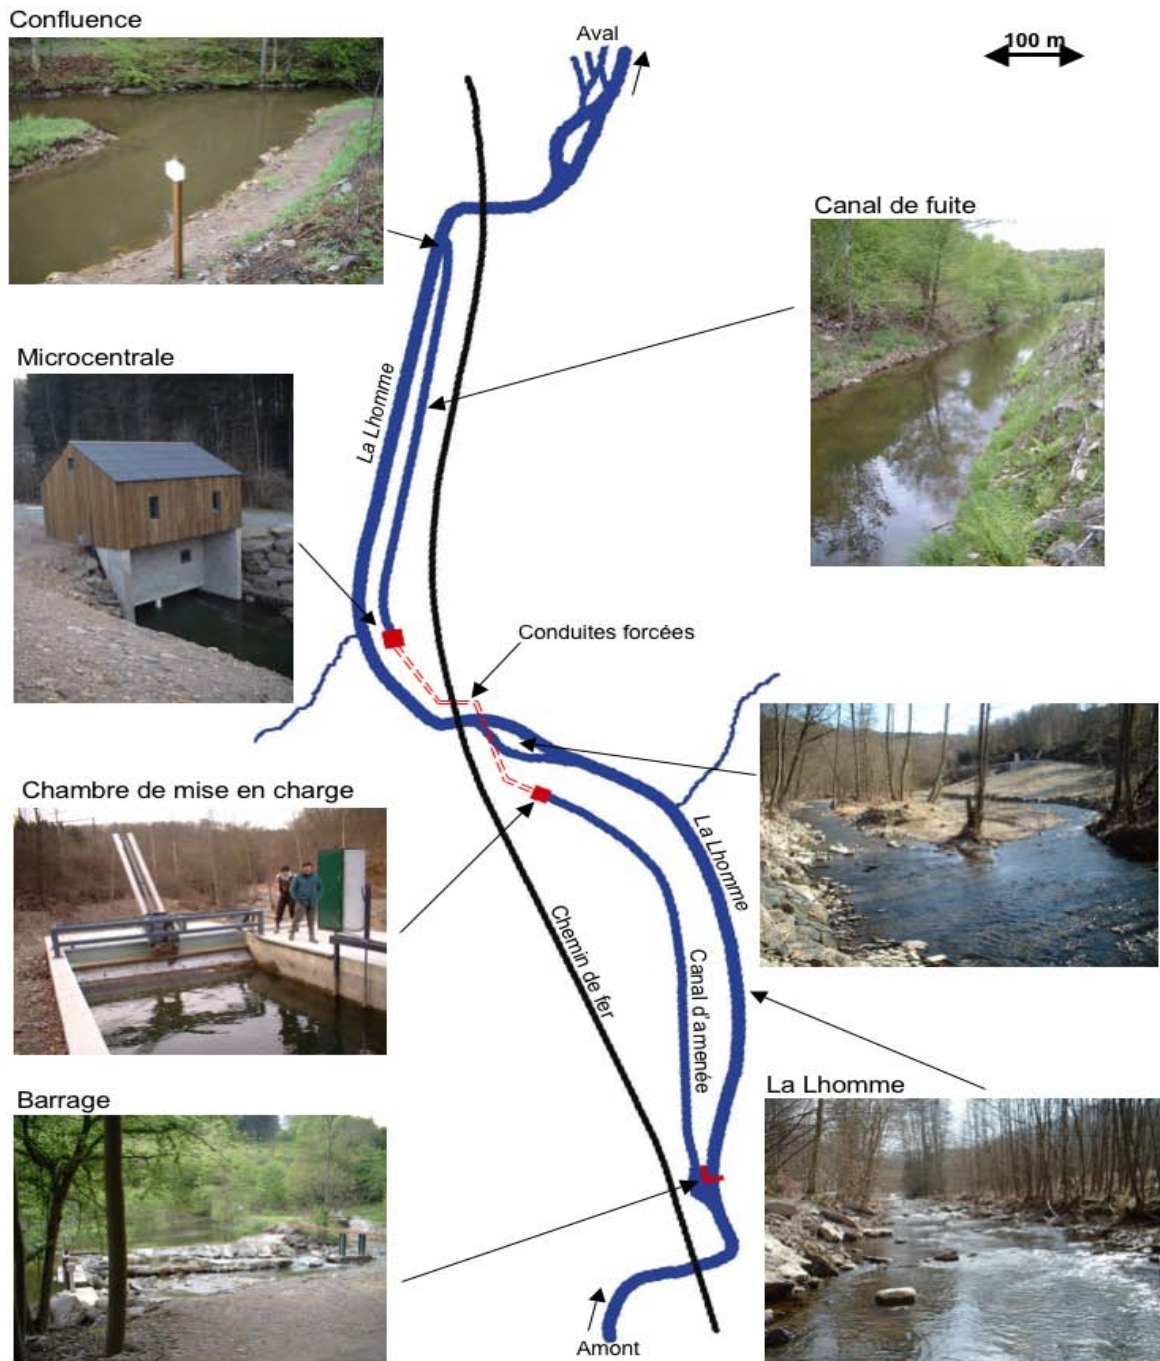 Confluence
Aval
100 m
Canal de fuite
Microcentrale
La Lhomme
Conduites forcées
Chambre de mise en charge
La Lhomme
Canal d'amenée
Chemin de fer
Barrage
La Lhomme
Amont